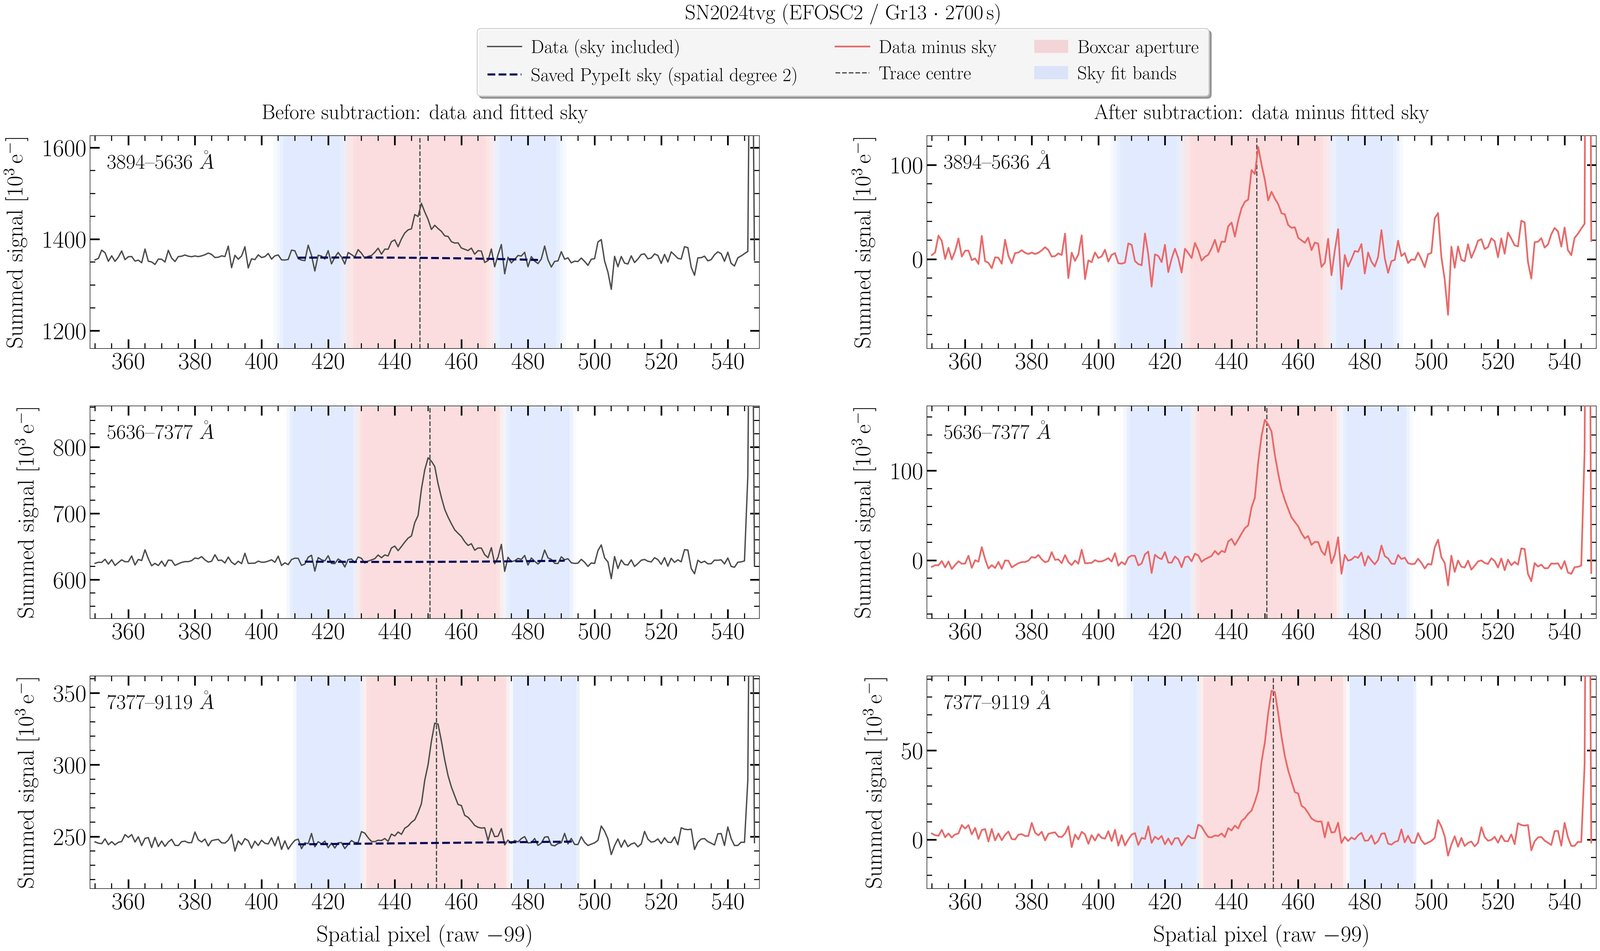 SN2024tvg (EFOSC2 / Gr13 · 2700 s)
Data (sky included)
Saved PypeIt sky (spatial degree 2)
Data minus sky
Trace centre
Boxcar aperture
Sky fit bands
Before subtraction: data and fitted sky
After subtraction: data minus fitted sky
Summed signal [10³ e⁻]
1600
1400
1200
3894–5636 Å
360 380 400 420 440 460 480 500 520 540
Summed signal [10³ e⁻]
100
0
3894–5636 Å
360 380 400 420 440 460 480 500 520 540
Summed signal [10³ e⁻]
800
700
600
5636–7377 Å
360 380 400 420 440 460 480 500 520 540
Summed signal [10³ e⁻]
100
0
5636–7377 Å
360 380 400 420 440 460 480 500 520 540
Summed signal [10³ e⁻]
350
300
250
7377–9119 Å
360 380 400 420 440 460 480 500 520 540
Spatial pixel (raw −99)
Summed signal [10³ e⁻]
50
0
7377–9119 Å
360 380 400 420 440 460 480 500 520 540
Spatial pixel (raw −99)